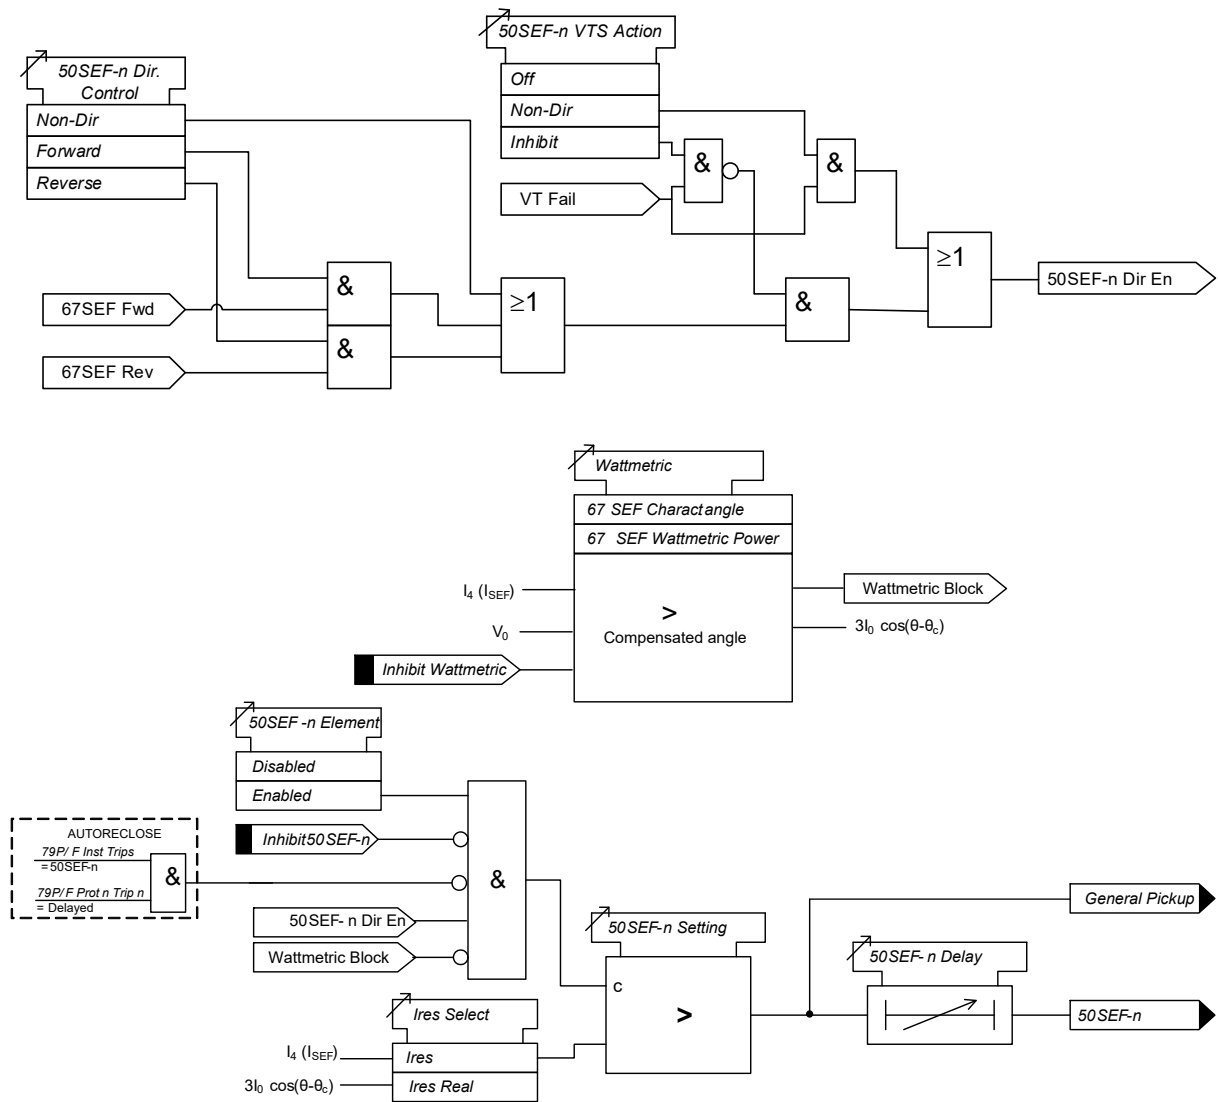 50SEF-n VTS Action
Off
Non-Dir
Inhibit
VT Fail
&
&
50SEF-n Dir.
Control
Non-Dir
Forward
Reverse
67SEF Fwd
67SEF Rev
&
&
≥1
&
≥1
50SEF-n Dir En
Wattmetric
67 SEF Charact angle
67 SEF Wattmetric Power
I4 (ISEF)
V0
Inhibit Wattmetric
>
Compensated angle
Wattmetric Block
3I0 cos(θ-θc)
50SEF -n Element
Disabled
Enabled
Inhibit50SEF-n
AUTORECLOSE
79P/ F Inst Trips
= 50SEF-n
79P/F Prot n Trip n
= Delayed
&
50SEF- n Dir En
Wattmetric Block
&
Ires Select
I4 (ISEF)
Ires
3I0 cos(θ-θc)
Ires Real
50SEF-n Setting
c
>
50SEF- n Delay
General Pickup
50SEF-n